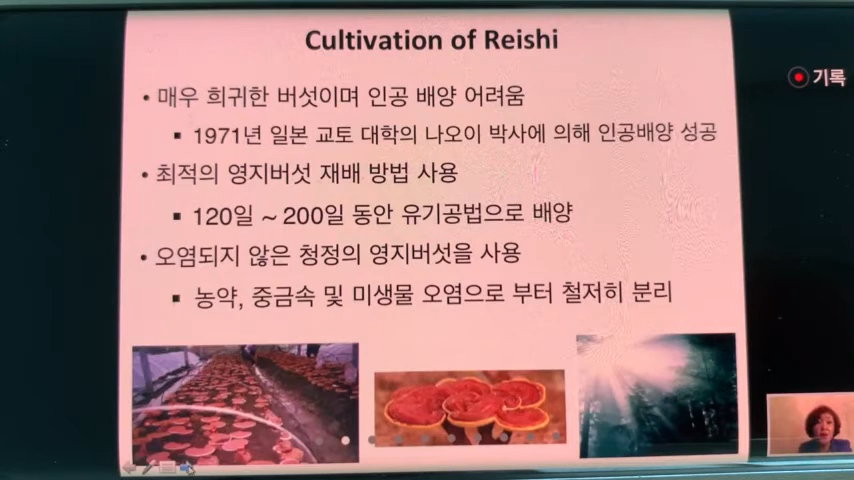 Cultivation of Reishi
• 매우 희귀한 버섯이며 인공 배양 어려움
▪ 1971년 일본 교토 대학의 나오이 박사에 의해 인공배양 성공
• 최적의 영지버섯 재배 방법 사용
▪ 120일 ~ 200일 동안 유기공법으로 배양
• 오염되지 않은 청정의 영지버섯을 사용
▪ 농약, 중금속 및 미생물 오염으로 부터 철저히 분리
기록